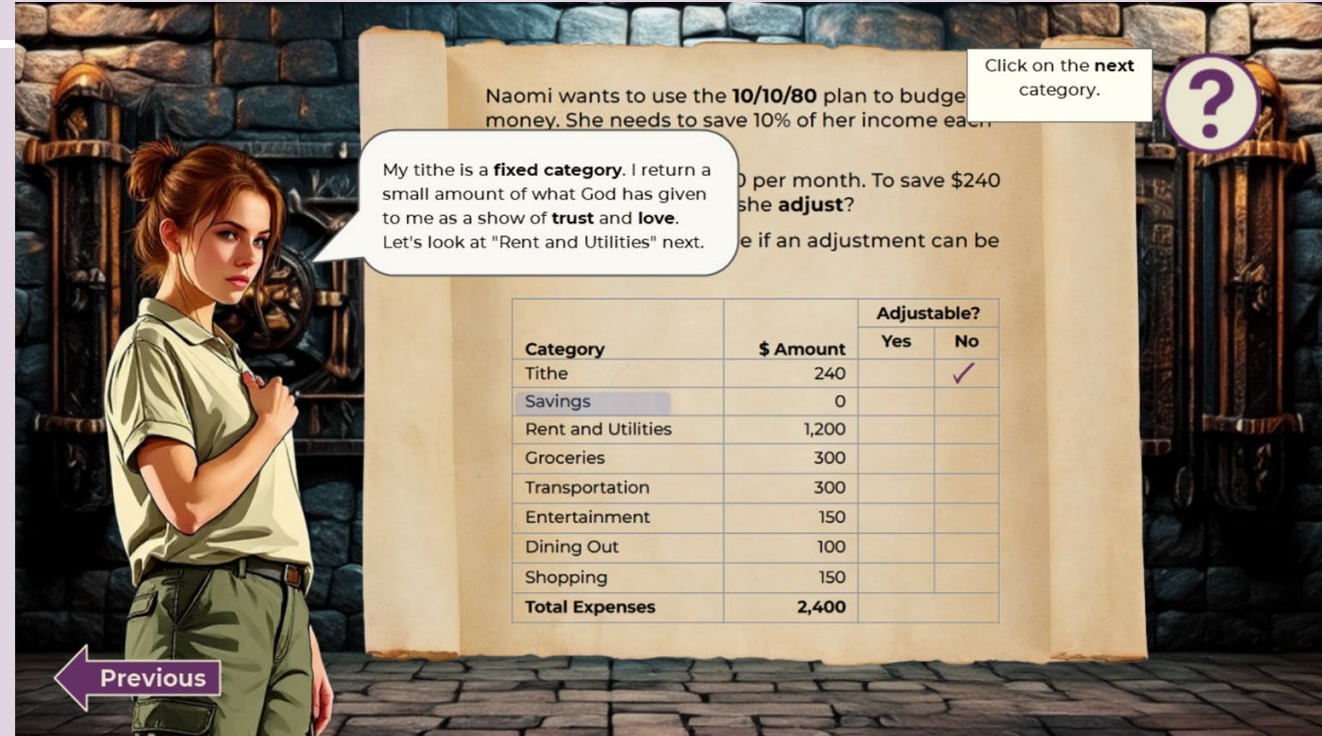 Naomi wants to use the 10/10/80 plan to budge
money. She needs to save 10% of her income each
Click on the next
category.
?
My tithe is a fixed category. I return a
small amount of what God has given
to me as a show of trust and love.
Let's look at "Rent and Utilities" next.
0 per month. To save $240
she adjust?
e if an adjustment can be
Adjustable?
Category $ Amount Yes No
Tithe 240 ✓
Savings 0
Rent and Utilities 1,200
Groceries 300
Transportation 300
Entertainment 150
Dining Out 100
Shopping 150
Total Expenses 2,400
Previous